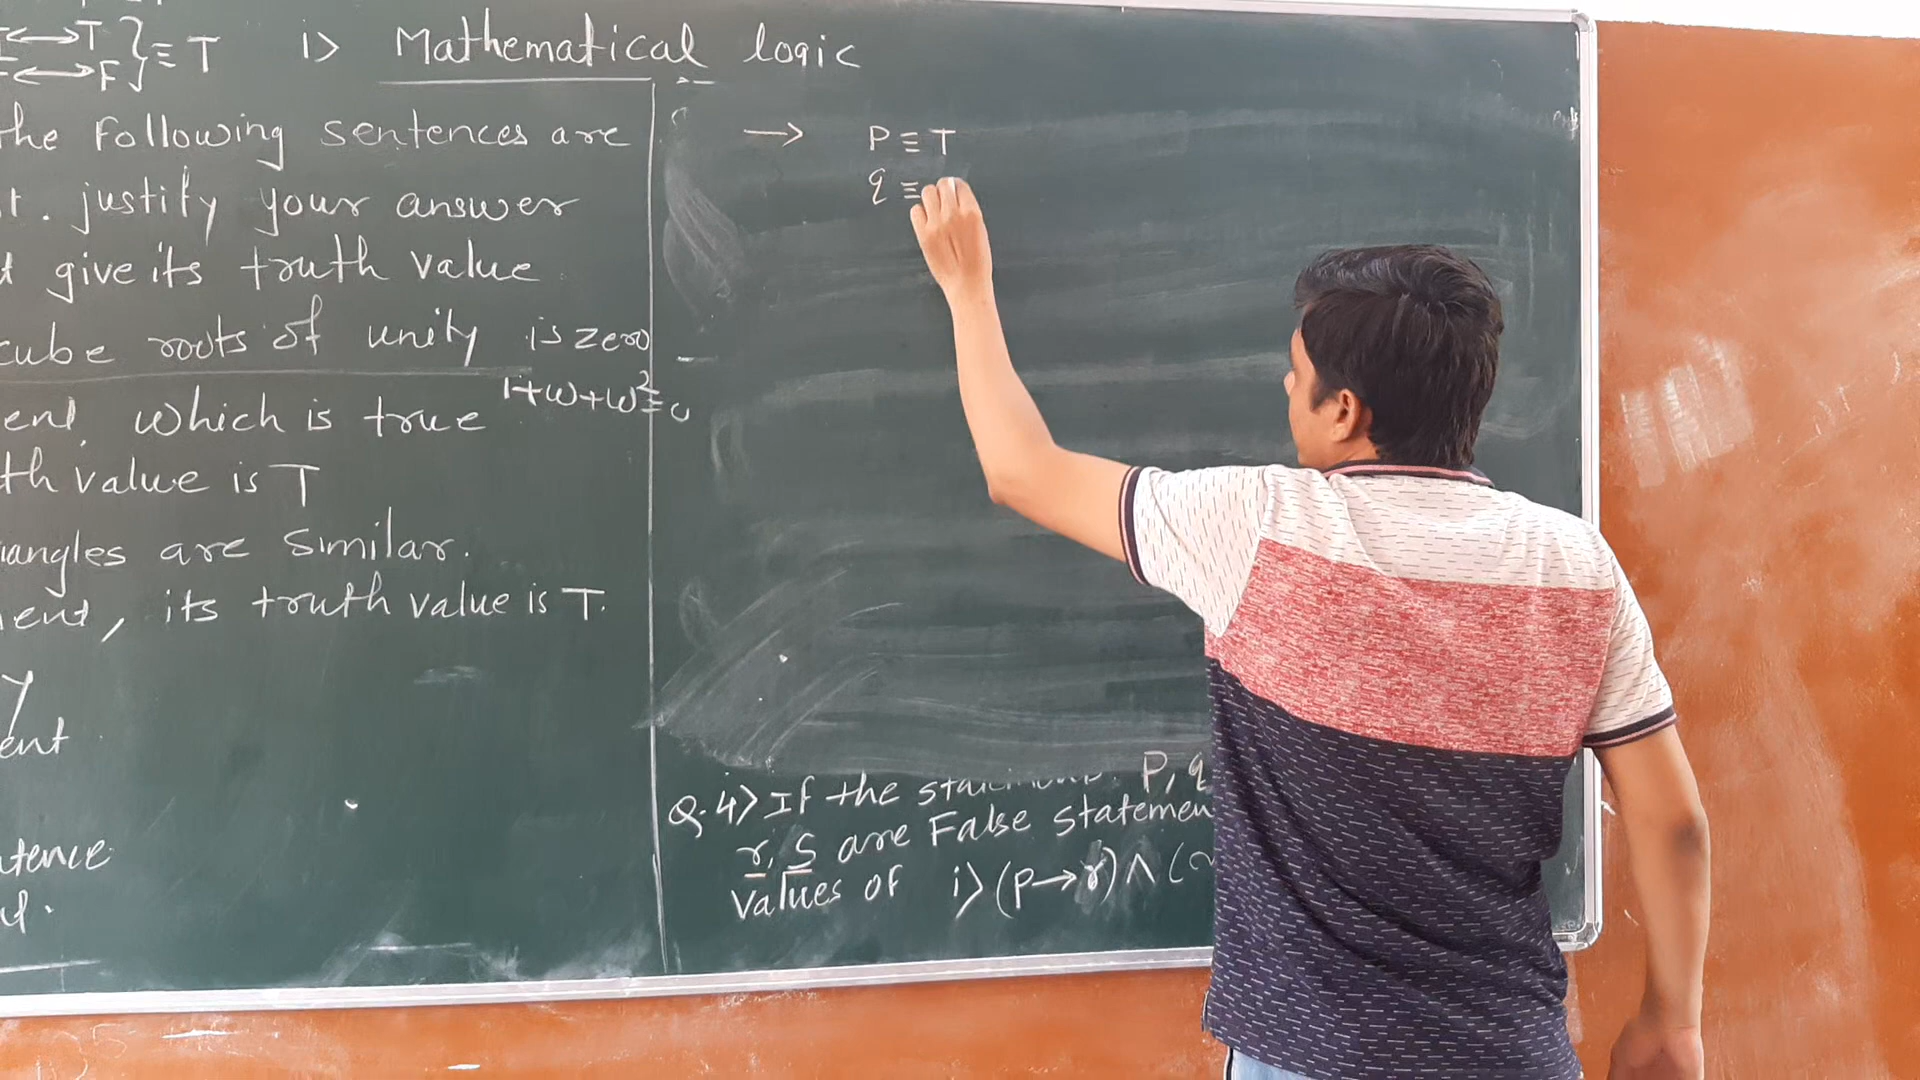 ⟷T
⟷F } ≡ T
i> Mathematical logic
the following sentences are
justify your answer
give its truth value
cube roots of unity is zero
1+ω+ω²=0
which is true
th value is T
iangles are similar.
ent, its truth value is T.
y
ent
tence
→ P ≡ T
q ≡
Q.4> If the P, q
r, s are False statemen
values of i> (p→r)∧(~